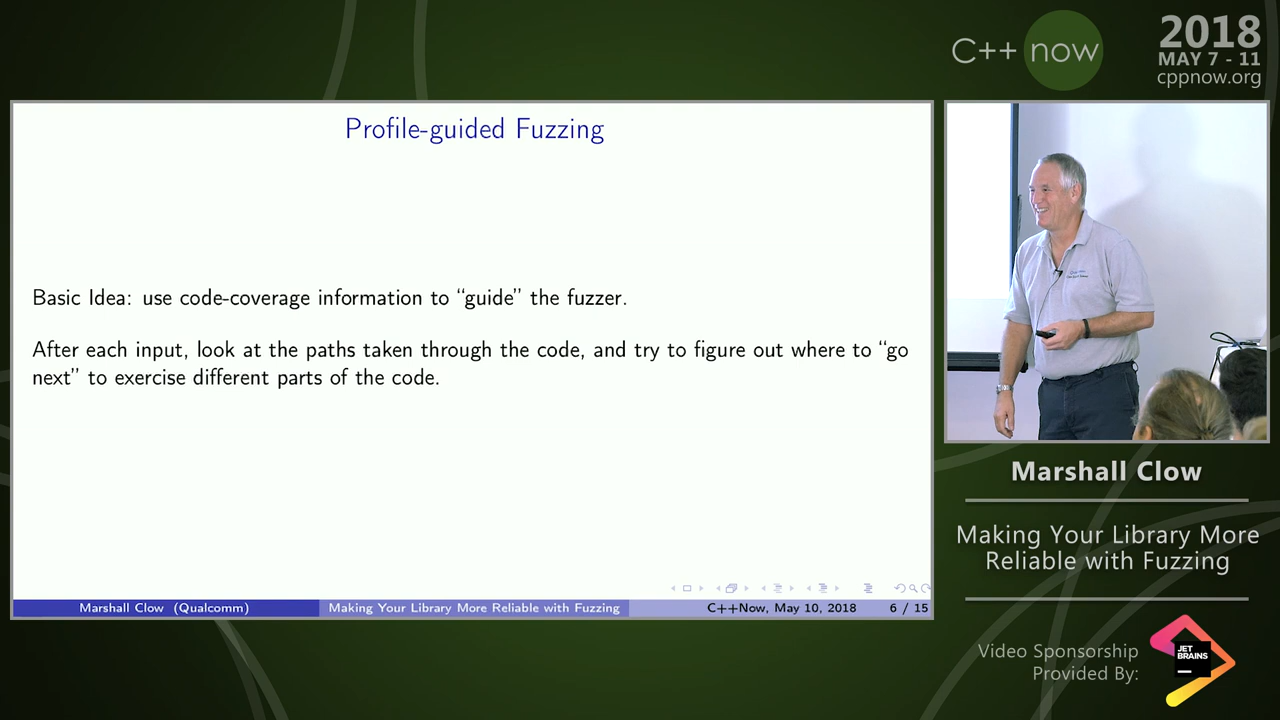 C++ now
2018
MAY 7 - 11
cppnow.org
Profile-guided Fuzzing
Basic Idea: use code-coverage information to “guide” the fuzzer.
After each input, look at the paths taken through the code, and try to figure out where to “go
next” to exercise different parts of the code.
Marshall Clow (Qualcomm)
Making Your Library More Reliable with Fuzzing
C++Now, May 10, 2018
6 / 15
Marshall Clow
Making Your Library More
Reliable with Fuzzing
Video Sponsorship
Provided By:
JET
BRAINS